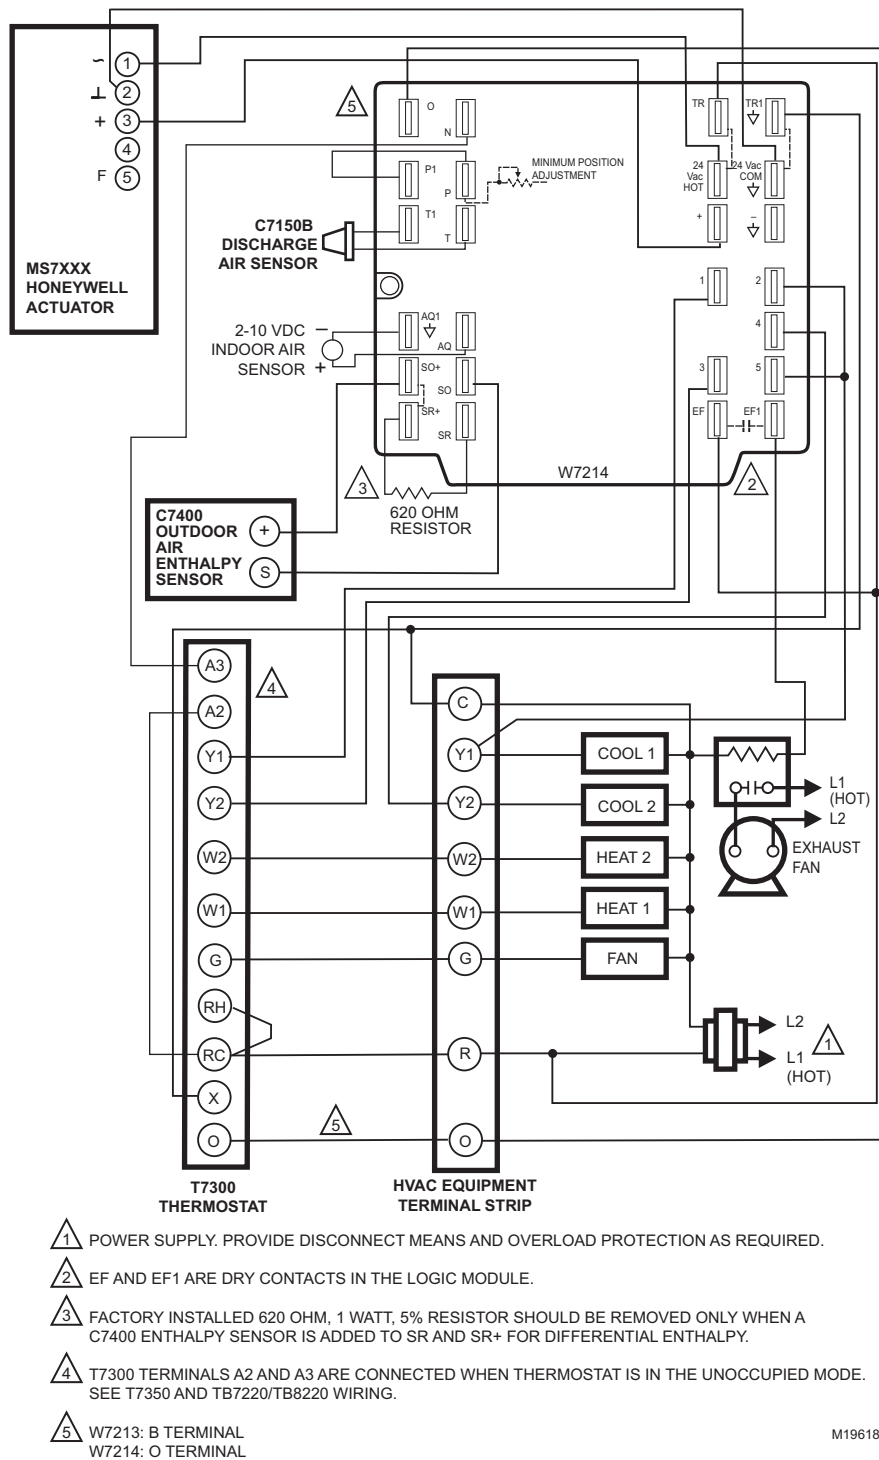 ~ 1
⊥ 2
+ 3
4
F 5
MS7XXX
HONEYWELL
ACTUATOR
5
O
N
P1
P
MINIMUM POSITION
ADJUSTMENT
T1
T
C7150B
DISCHARGE
AIR SENSOR
TR
TR1
24
Vac
HOT
24 Vac
COM
+
–
1
2
4
3
5
EF
EF1
AQ1
AQ
2-10 VDC –
INDOOR AIR
SENSOR +
SO+
SO
SR+
SR
W7214
3
2
620 OHM
RESISTOR
C7400
OUTDOOR
AIR
ENTHALPY
SENSOR
+
S
A3
4
A2
Y1
Y2
W2
W1
G
RH
RC
X
O
C
Y1
Y2
W2
W1
G
R
O
COOL 1
COOL 2
HEAT 2
HEAT 1
FAN
L1
(HOT)
L2
EXHAUST
FAN
L2
1
L1
(HOT)
5
T7300
THERMOSTAT
HVAC EQUIPMENT
TERMINAL STRIP
1 POWER SUPPLY. PROVIDE DISCONNECT MEANS AND OVERLOAD PROTECTION AS REQUIRED.
2 EF AND EF1 ARE DRY CONTACTS IN THE LOGIC MODULE.
3 FACTORY INSTALLED 620 OHM, 1 WATT, 5% RESISTOR SHOULD BE REMOVED ONLY WHEN A
C7400 ENTHALPY SENSOR IS ADDED TO SR AND SR+ FOR DIFFERENTIAL ENTHALPY.
4 T7300 TERMINALS A2 AND A3 ARE CONNECTED WHEN THERMOSTAT IS IN THE UNOCCUPIED MODE.
SEE T7350 AND TB7220/TB8220 WIRING.
5 W7213: B TERMINAL
W7214: O TERMINAL
M19618